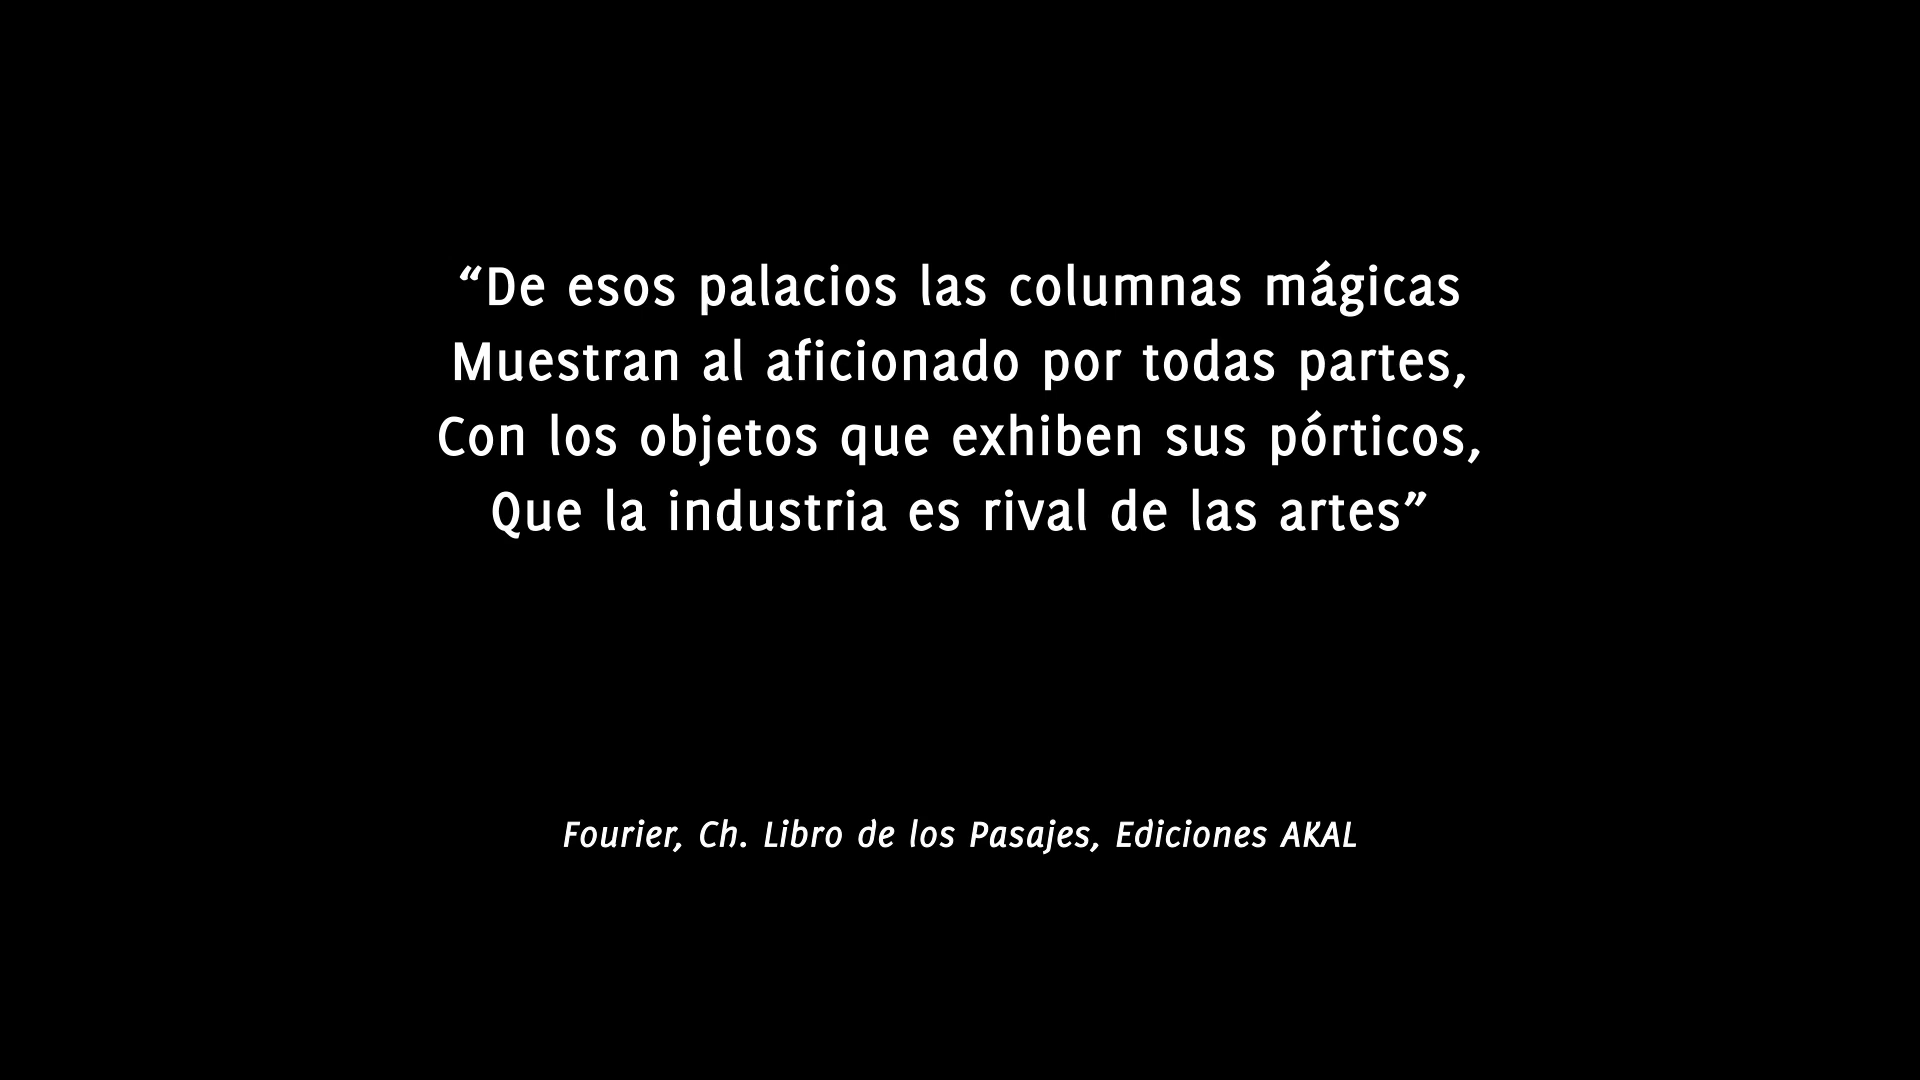 “De esos palacios las columnas mágicas
Muestran al aficionado por todas partes,
Con los objetos que exhiben sus pórticos,
Que la industria es rival de las artes”
Fourier, Ch. Libro de los Pasajes, Ediciones AKAL